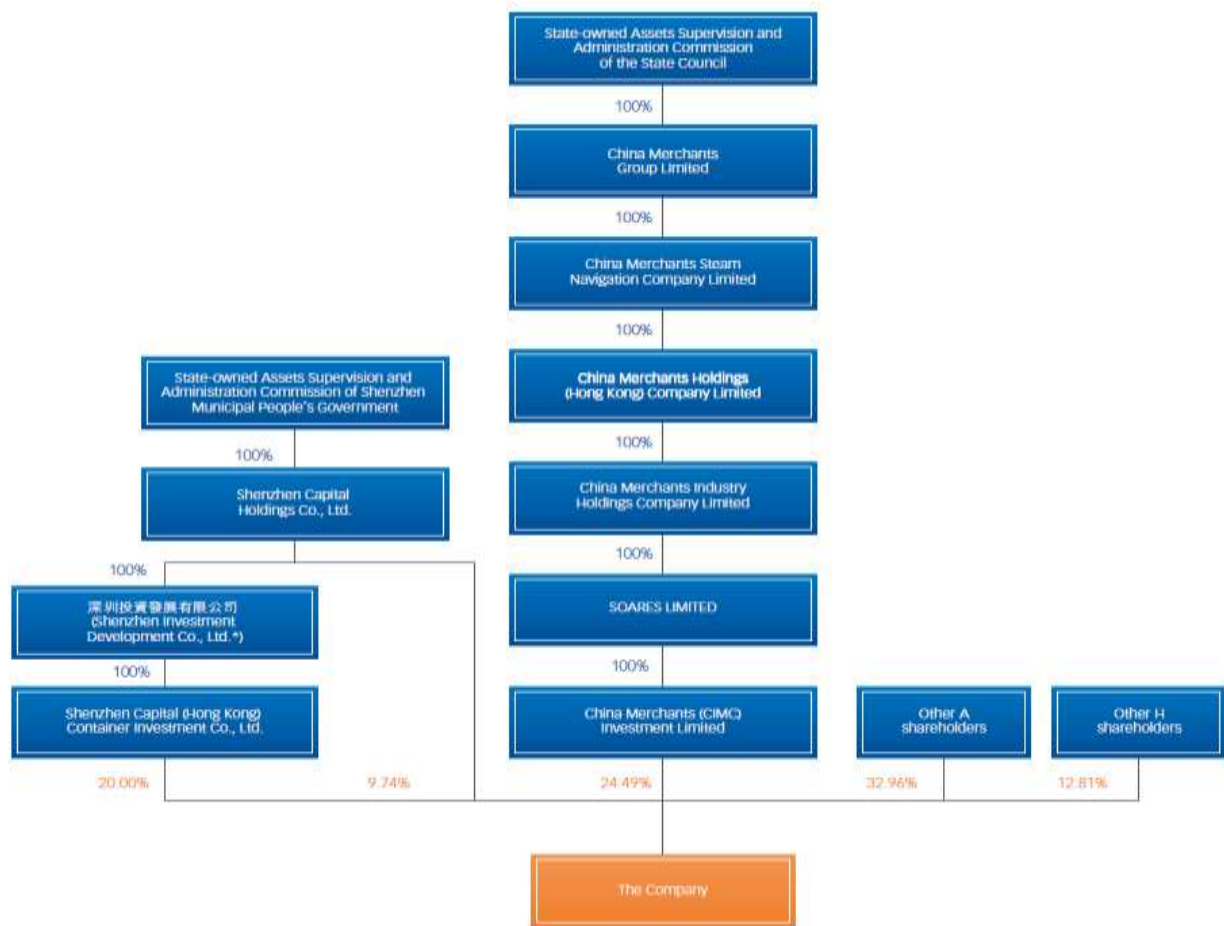 State-owned Assets Supervision and
Administration Commission
of the State Council
100%
China Merchants
Group Limited
100%
China Merchants Steam
Navigation Company Limited
100%
China Merchants Holdings
(Hong Kong) Company Limited
100%
China Merchants Industry
Holdings Company Limited
100%
SOARES LIMITED
100%
China Merchants (CIMC)
Investment Limited
State-owned Assets Supervision and
Administration Commission of Shenzhen
Municipal People's Government
100%
Shenzhen Capital
Holdings Co., Ltd.
100%
深圳投資發展有限公司
(Shenzhen Investment
Development Co., Ltd.*)
100%
Shenzhen Capital (Hong Kong)
Container Investment Co., Ltd.
Other A
shareholders
Other H
shareholders
20.00%
9.74%
24.49%
32.96%
12.81%
The Company